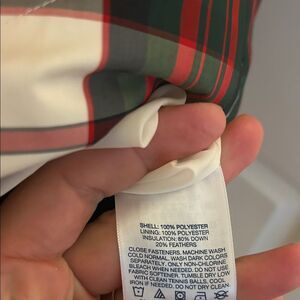 SHELL: 100% POLYESTER
LINING: 100% POLYESTER
INSULATION: 80% DOWN
20% FEATHERS
CLOSE FASTENERS, MACHINE WASH
COLD NORMAL, WASH DARK COLORS
SEPARATELY. ONLY NON-CHLORINE
BLEACH WHEN NEEDED. DO NOT USE
FABRIC SOFTENER. TUMBLE DRY LOW
WITH CLEAN TENNIS BALLS, COOL
IRON IF NEEDED. DO NOT DRY CLEAN